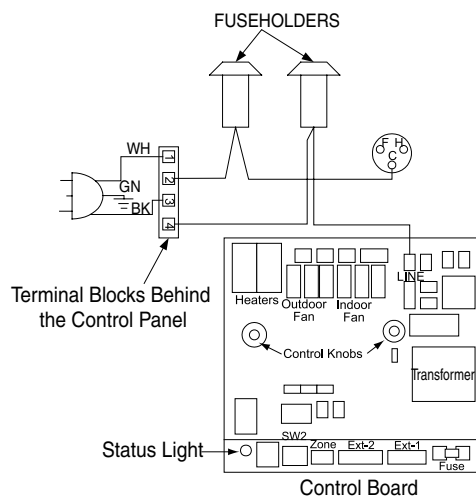 FUSEHOLDERS
WH
GN
BK
1
2
3
4
F H
C
Terminal Blocks Behind
the Control Panel
LINE
Heaters
Outdoor
Fan
Indoor
Fan
Control Knobs
Transformer
Status Light
SW2
Zone
Ext-2
Ext-1
Fuse
Control Board